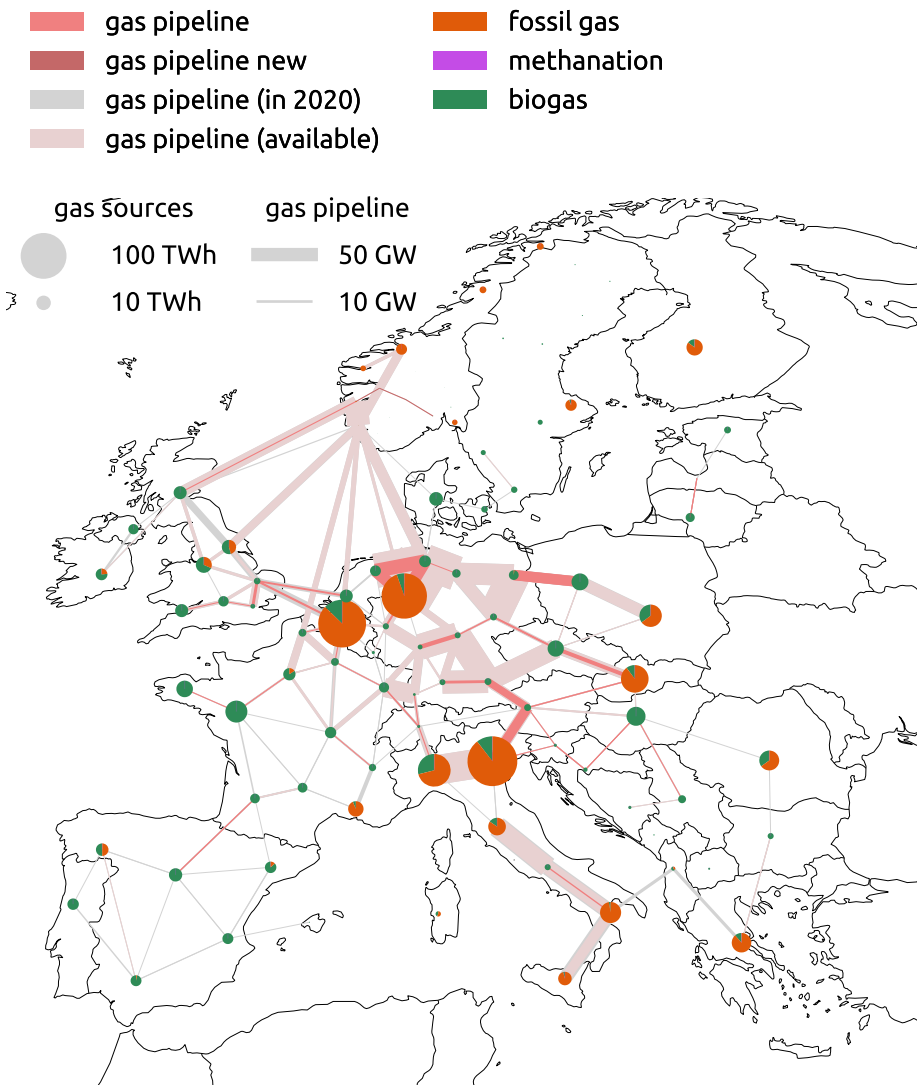 gas pipeline
gas pipeline new
gas pipeline (in 2020)
gas pipeline (available)
fossil gas
methanation
biogas
gas sources
100 TWh
10 TWh
gas pipeline
50 GW
10 GW